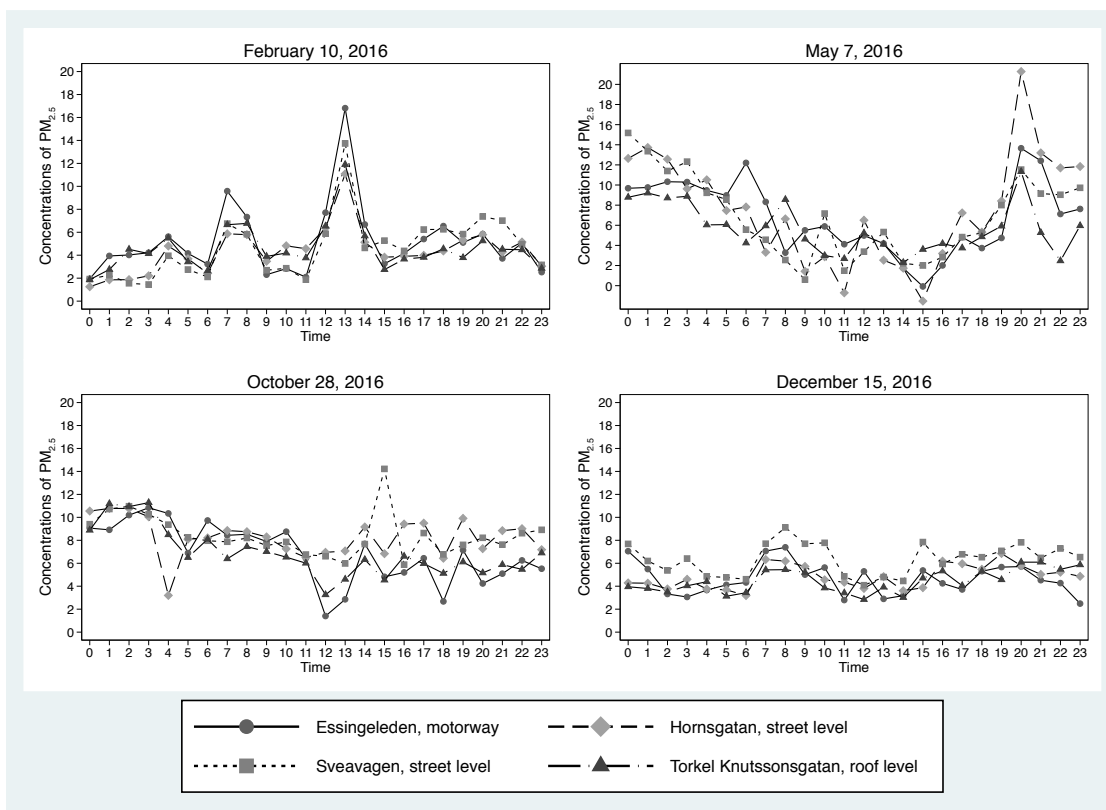 February 10, 2016
Concentrations of PM2.5
20
18
16
14
12
10
8
6
4
2
0
0 1 2 3 4 5 6 7 8 9 10 11 12 13 14 15 16 17 18 19 20 21 22 23
Time
May 7, 2016
Concentrations of PM2.5
20
18
16
14
12
10
8
6
4
2
0
0 1 2 3 4 5 6 7 8 9 10 11 12 13 14 15 16 17 18 19 20 21 22 23
Time
October 28, 2016
Concentrations of PM2.5
20
18
16
14
12
10
8
6
4
2
0
0 1 2 3 4 5 6 7 8 9 10 11 12 13 14 15 16 17 18 19 20 21 22 23
Time
December 15, 2016
Concentrations of PM2.5
20
18
16
14
12
10
8
6
4
2
0
0 1 2 3 4 5 6 7 8 9 10 11 12 13 14 15 16 17 18 19 20 21 22 23
Time
Essingeleden, motorway
Hornsgatan, street level
Sveavagen, street level
Torkel Knutssonsgatan, roof level